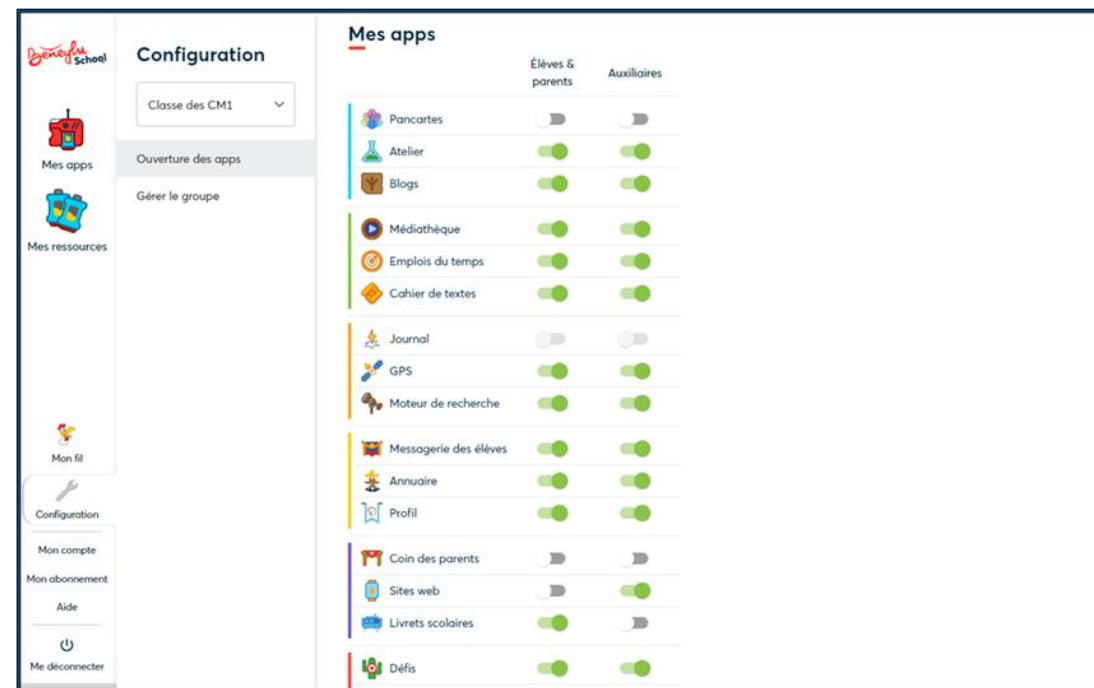 Beneylu
School
Mes apps
Mes ressources
Mon fil
Configuration
Mon compte
Mon abonnement
Aide
Me déconnecter
Configuration
Classe des CM1
Ouverture des apps
Gérer le groupe
Mes apps
Élèves &
parents
Auxiliaires
Pancartes
Atelier
Blogs
Médiathèque
Emplois du temps
Cahier de textes
Journal
GPS
Moteur de recherche
Messagerie des élèves
Annuaire
Profil
Coin des parents
Sites web
Livrets scolaires
Défis